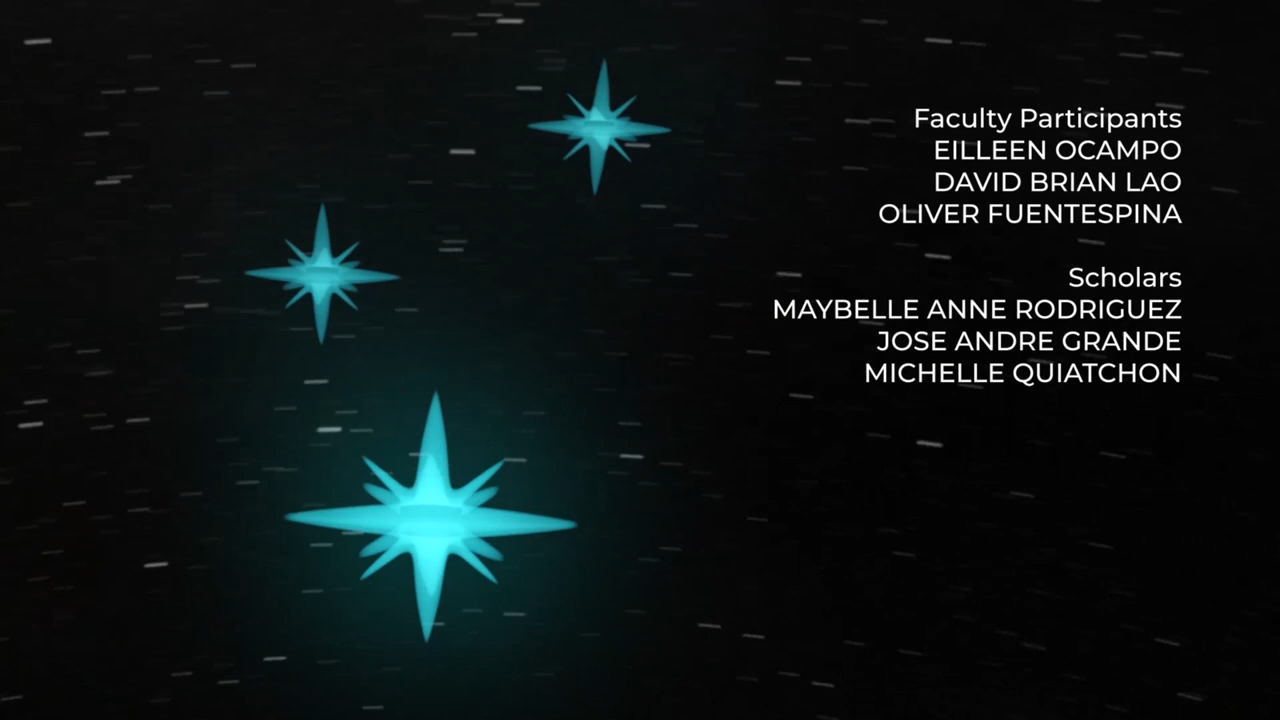 Faculty Participants
EILLEEN OCAMPO
DAVID BRIAN LAO
OLIVER FUENTESPINA
Scholars
MAYBELLE ANNE RODRIGUEZ
JOSE ANDRE GRANDE
MICHELLE QUIATCHON